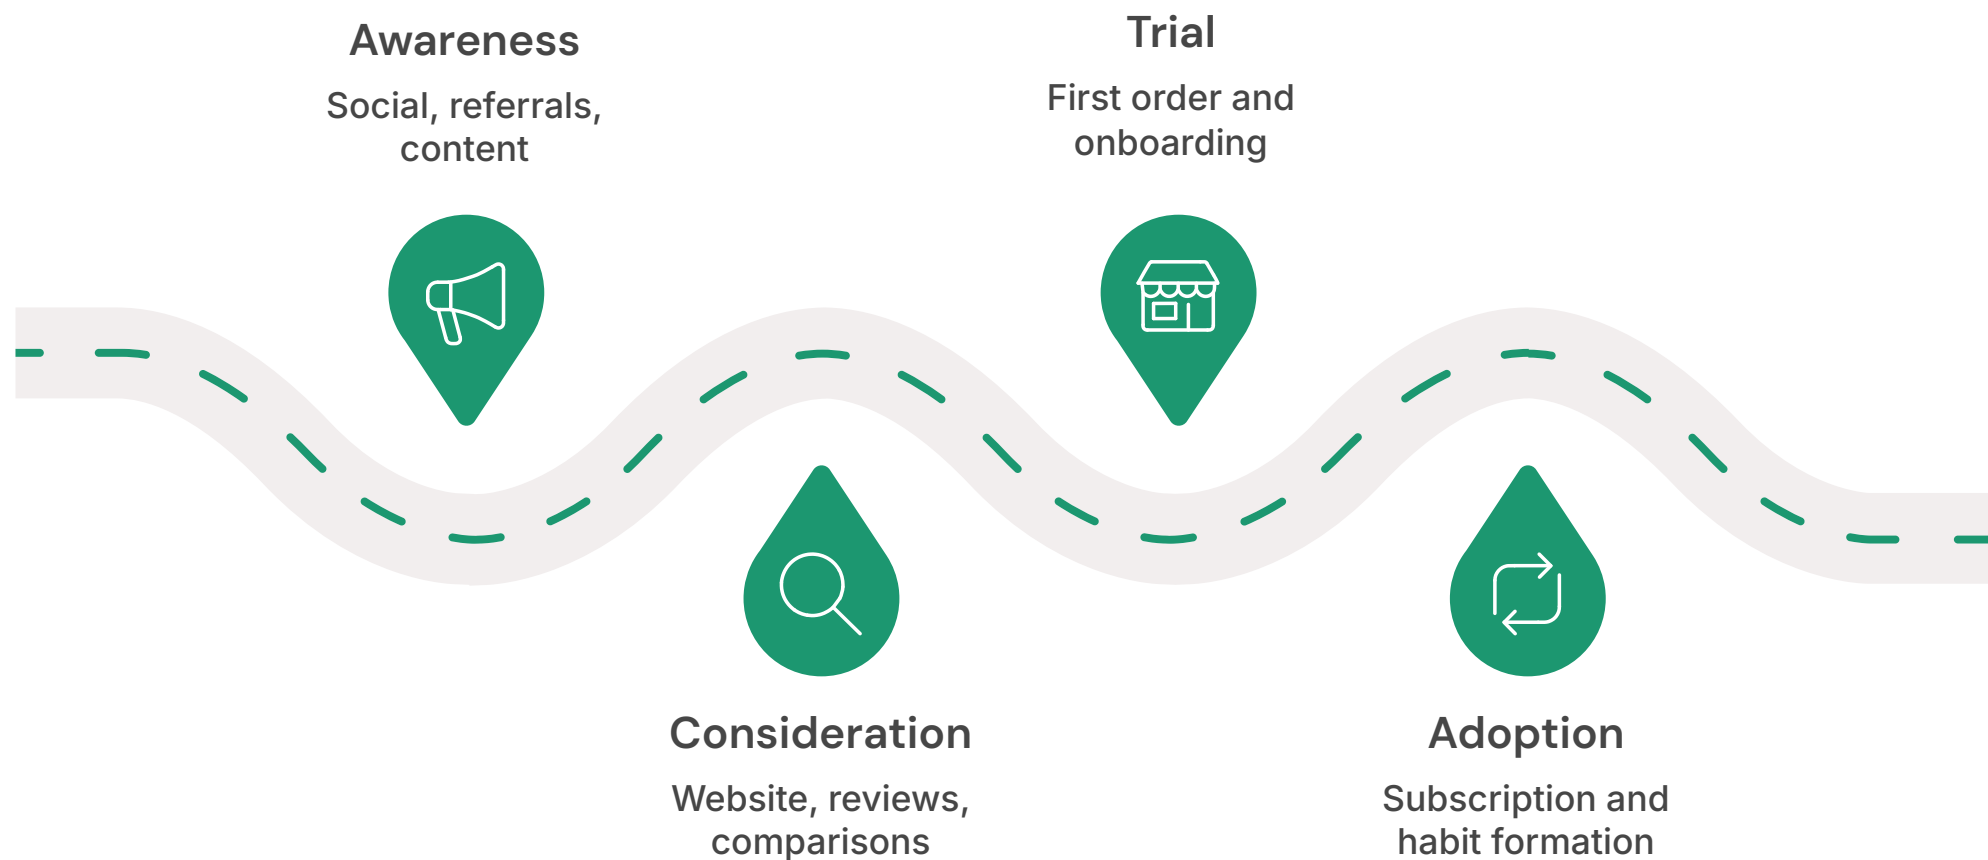 Awareness
Social, referrals,
content
Consideration
Website, reviews,
comparisons
Trial
First order and
onboarding
Adoption
Subscription and
habit formation